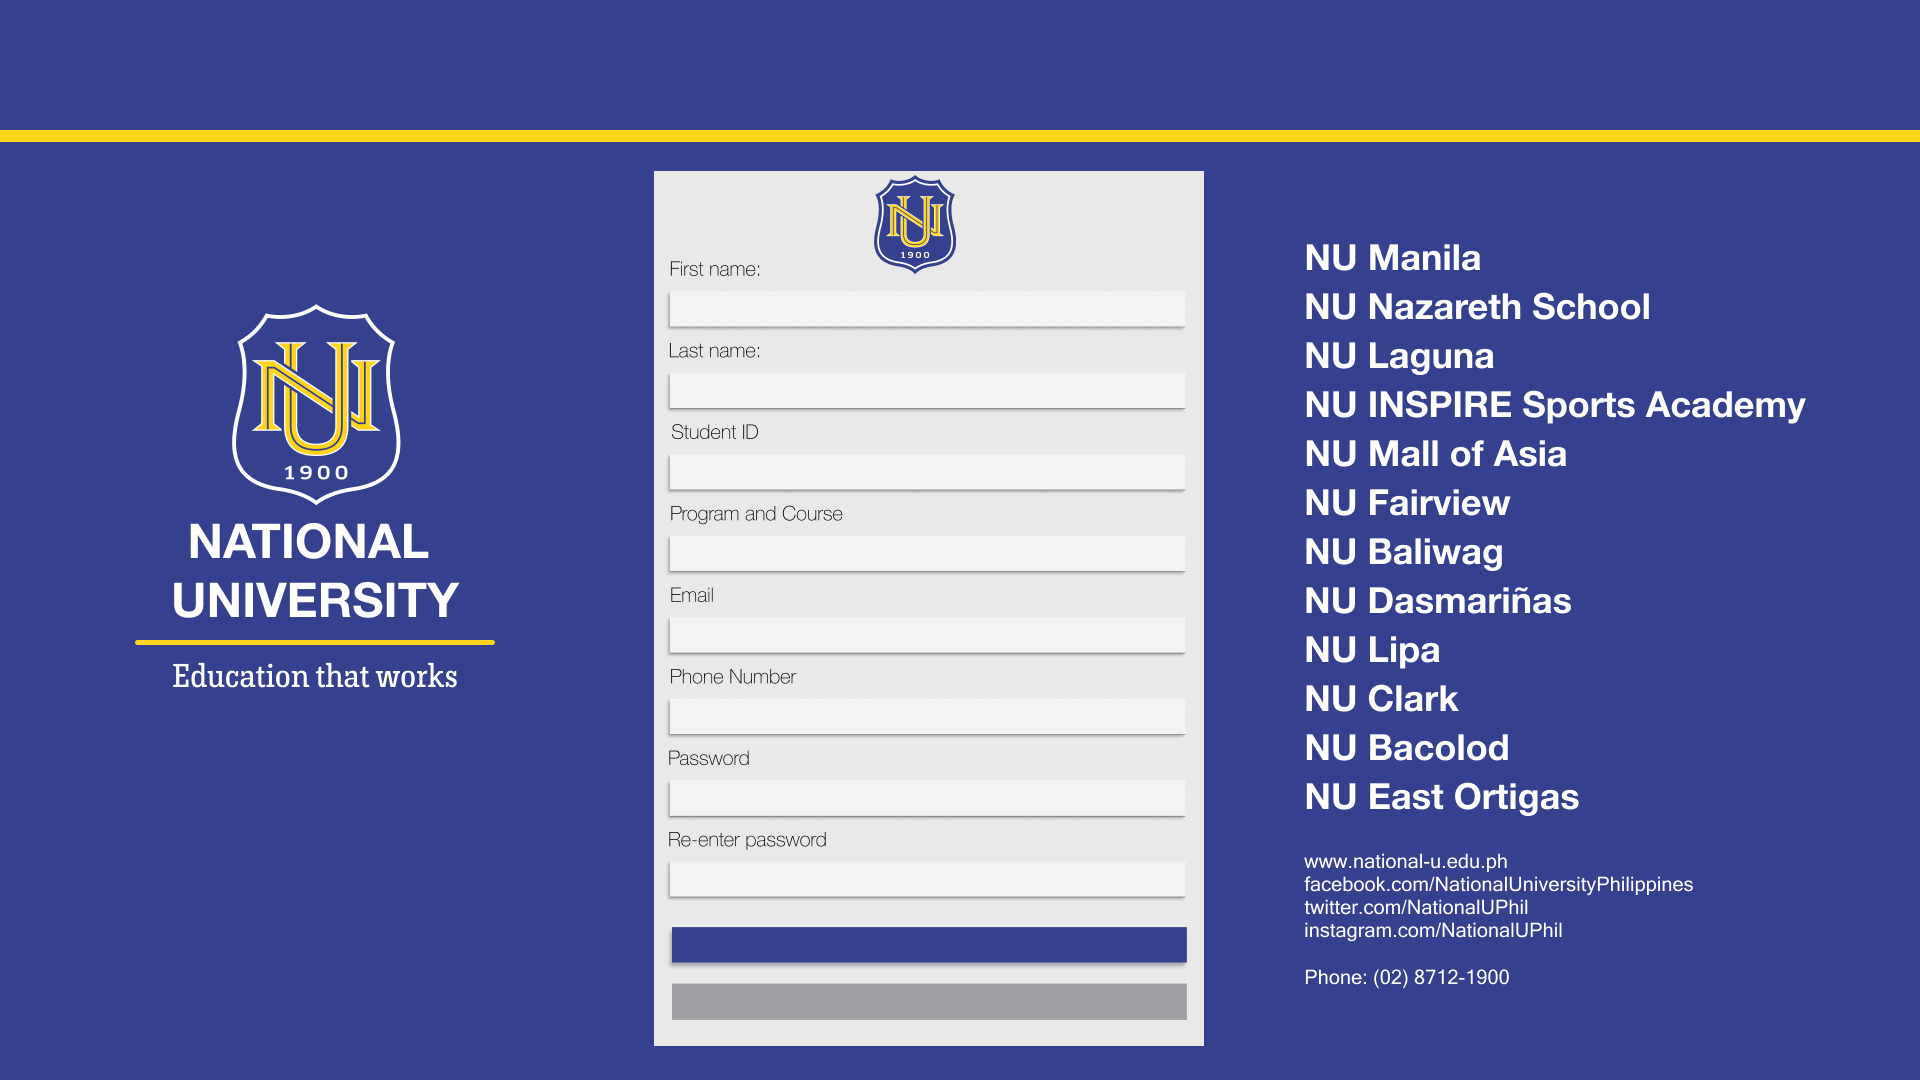 NU
1900
NATIONAL
UNIVERSITY
Education that works
NU
1900
First name:
Last name:
Student ID
Program and Course
Email
Phone Number
Password
Re-enter password
NU Manila
NU Nazareth School
NU Laguna
NU INSPIRE Sports Academy
NU Mall of Asia
NU Fairview
NU Baliwag
NU Dasmariñas
NU Lipa
NU Clark
NU Bacolod
NU East Ortigas
www.national-u.edu.ph
facebook.com/NationalUniversityPhilippines
twitter.com/NationalUPhil
instagram.com/NationalUPhil
Phone: (02) 8712-1900